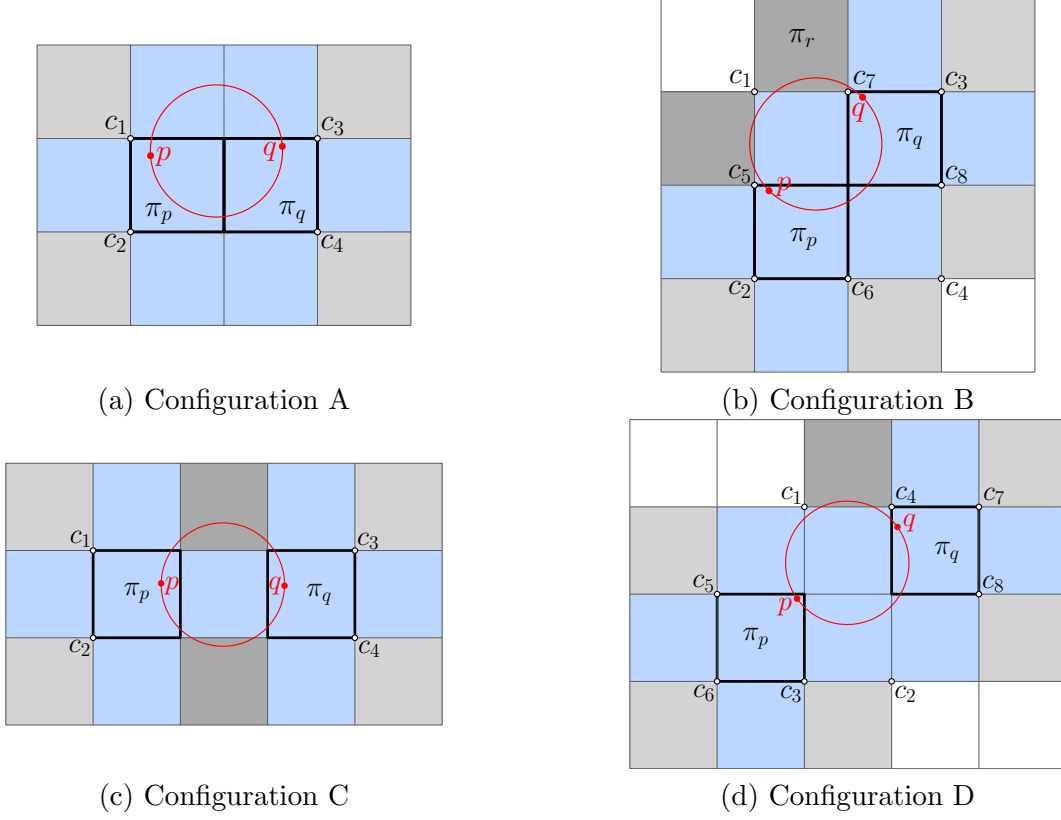 c1 c3
p q
πp πq
c2 c4
(a) Configuration A
πr
c1 c7 c3
q
πq
c5 p c8
πp
c2 c6 c4
(b) Configuration B
c1 c3
πp p q πq
c2 c4
(c) Configuration C
c1 c4 c7
q
πq
c5 p c8
πp
c6 c3 c2
(d) Configuration D